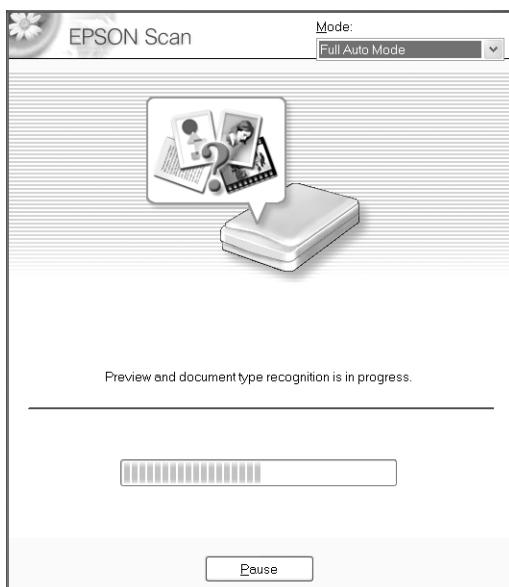 EPSON Scan
Mode:
Full Auto Mode
Preview and document type recognition is in progress.
Pause